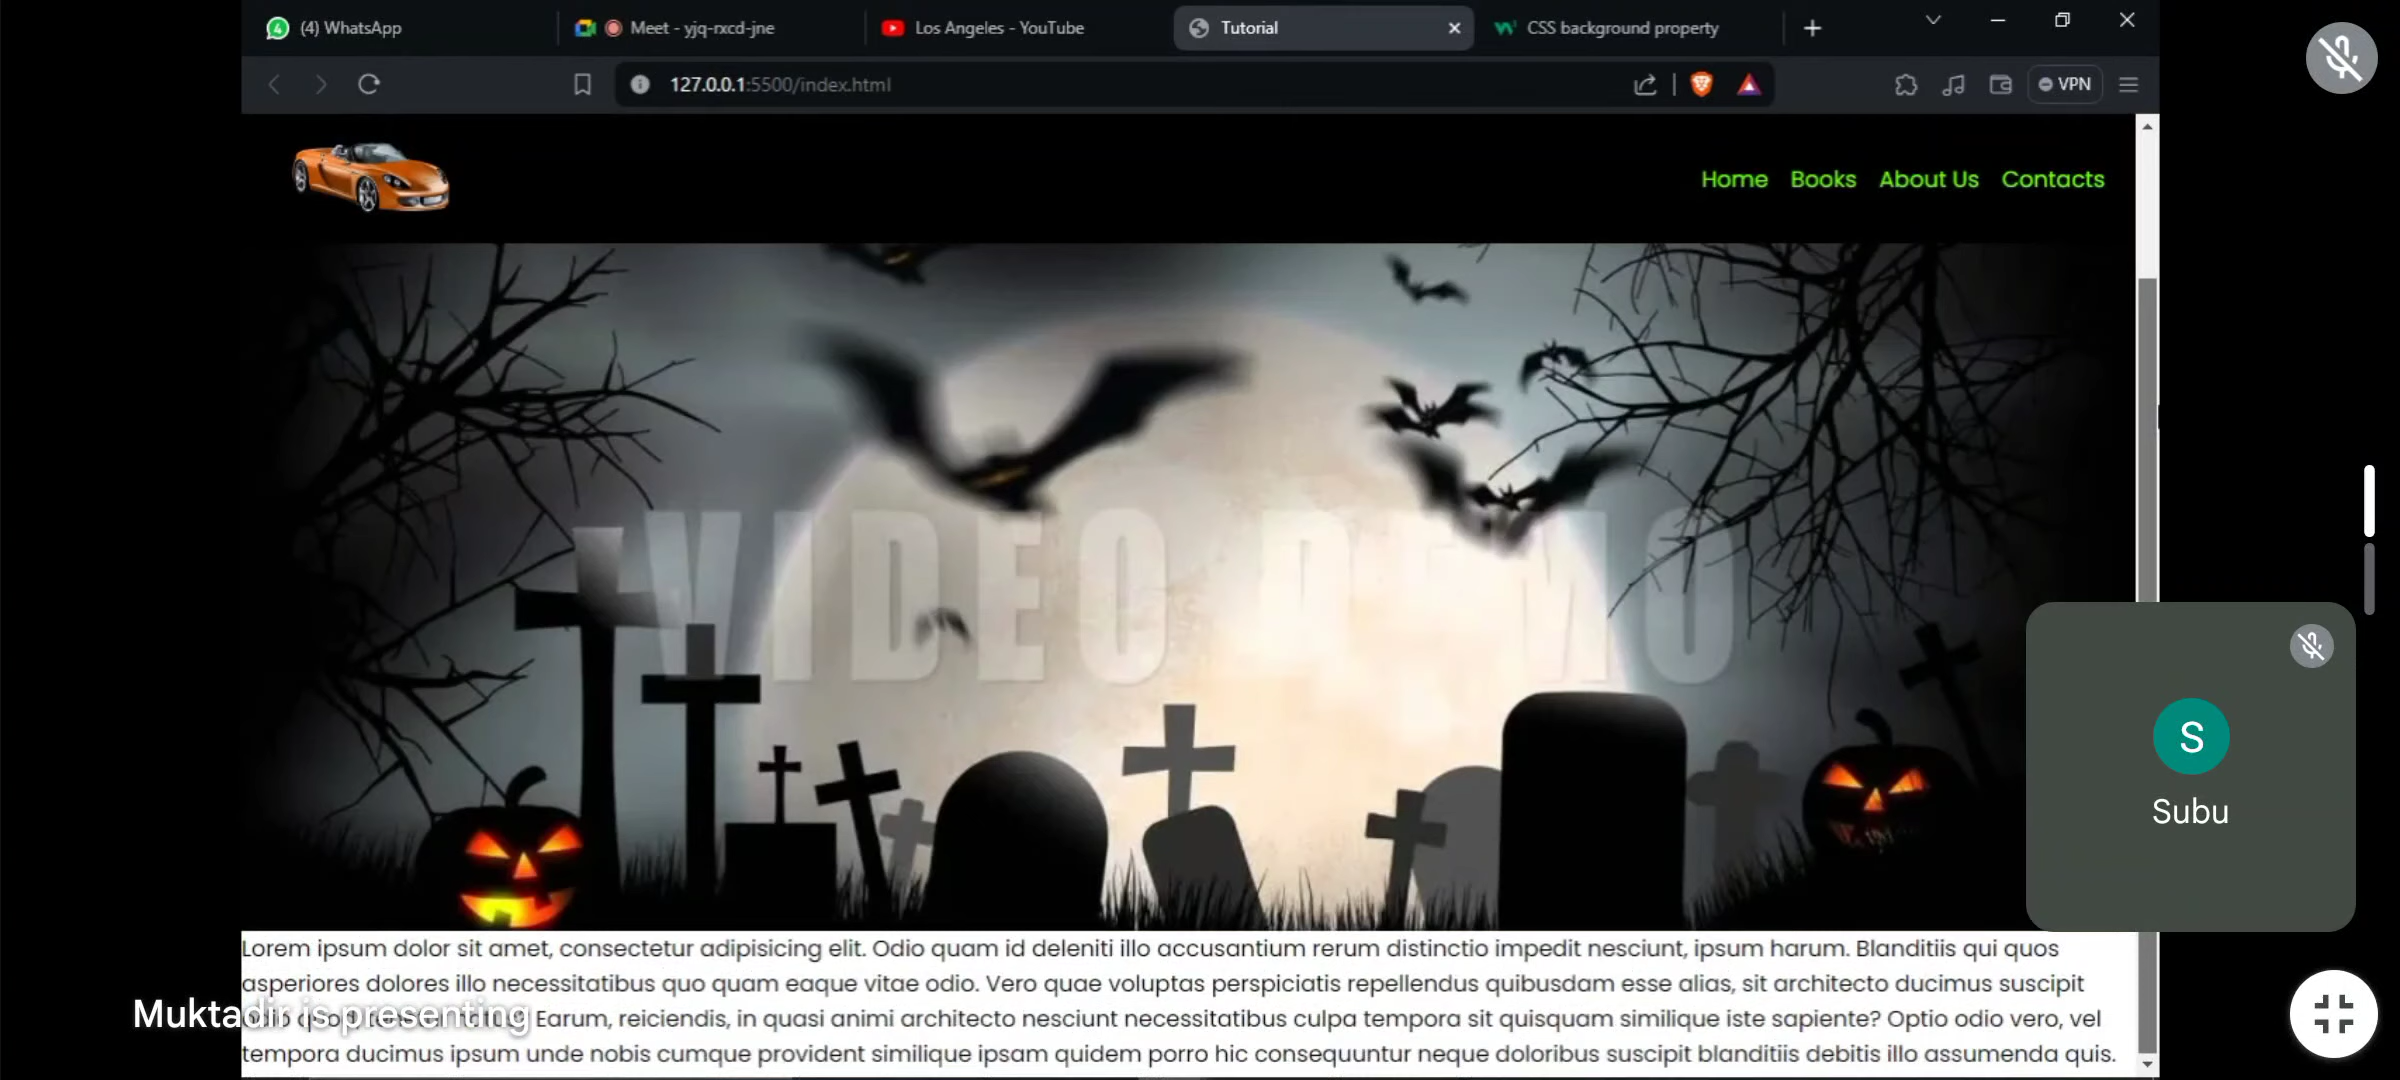 (4) WhatsApp
Meet - yjq-rxcd-jne
Los Angeles - YouTube
Tutorial
CSS background property
127.0.0.1:5500/index.html
VPN
Home Books About Us Contacts
VIDEO DEMO
S
Subu
Lorem ipsum dolor sit amet, consectetur adipisicing elit. Odio quam id deleniti illo accusantium rerum distinctio impedit nesciunt, ipsum harum. Blanditiis qui quos
asperiores dolores illo necessitatibus quo quam eaque vitae odio. Vero quae voluptas perspiciatis repellendus quibusdam esse alias, sit architecto ducimus suscipit
Earum, reiciendis, in quasi animi architecto nesciunt necessitatibus culpa tempora sit quisquam similique iste sapiente? Optio odio vero, vel
tempora ducimus ipsum unde nobis cumque provident similique ipsam quidem porro hic consequuntur neque doloribus suscipit blanditiis debitis illo assumenda quis.
Muktadir is presenting